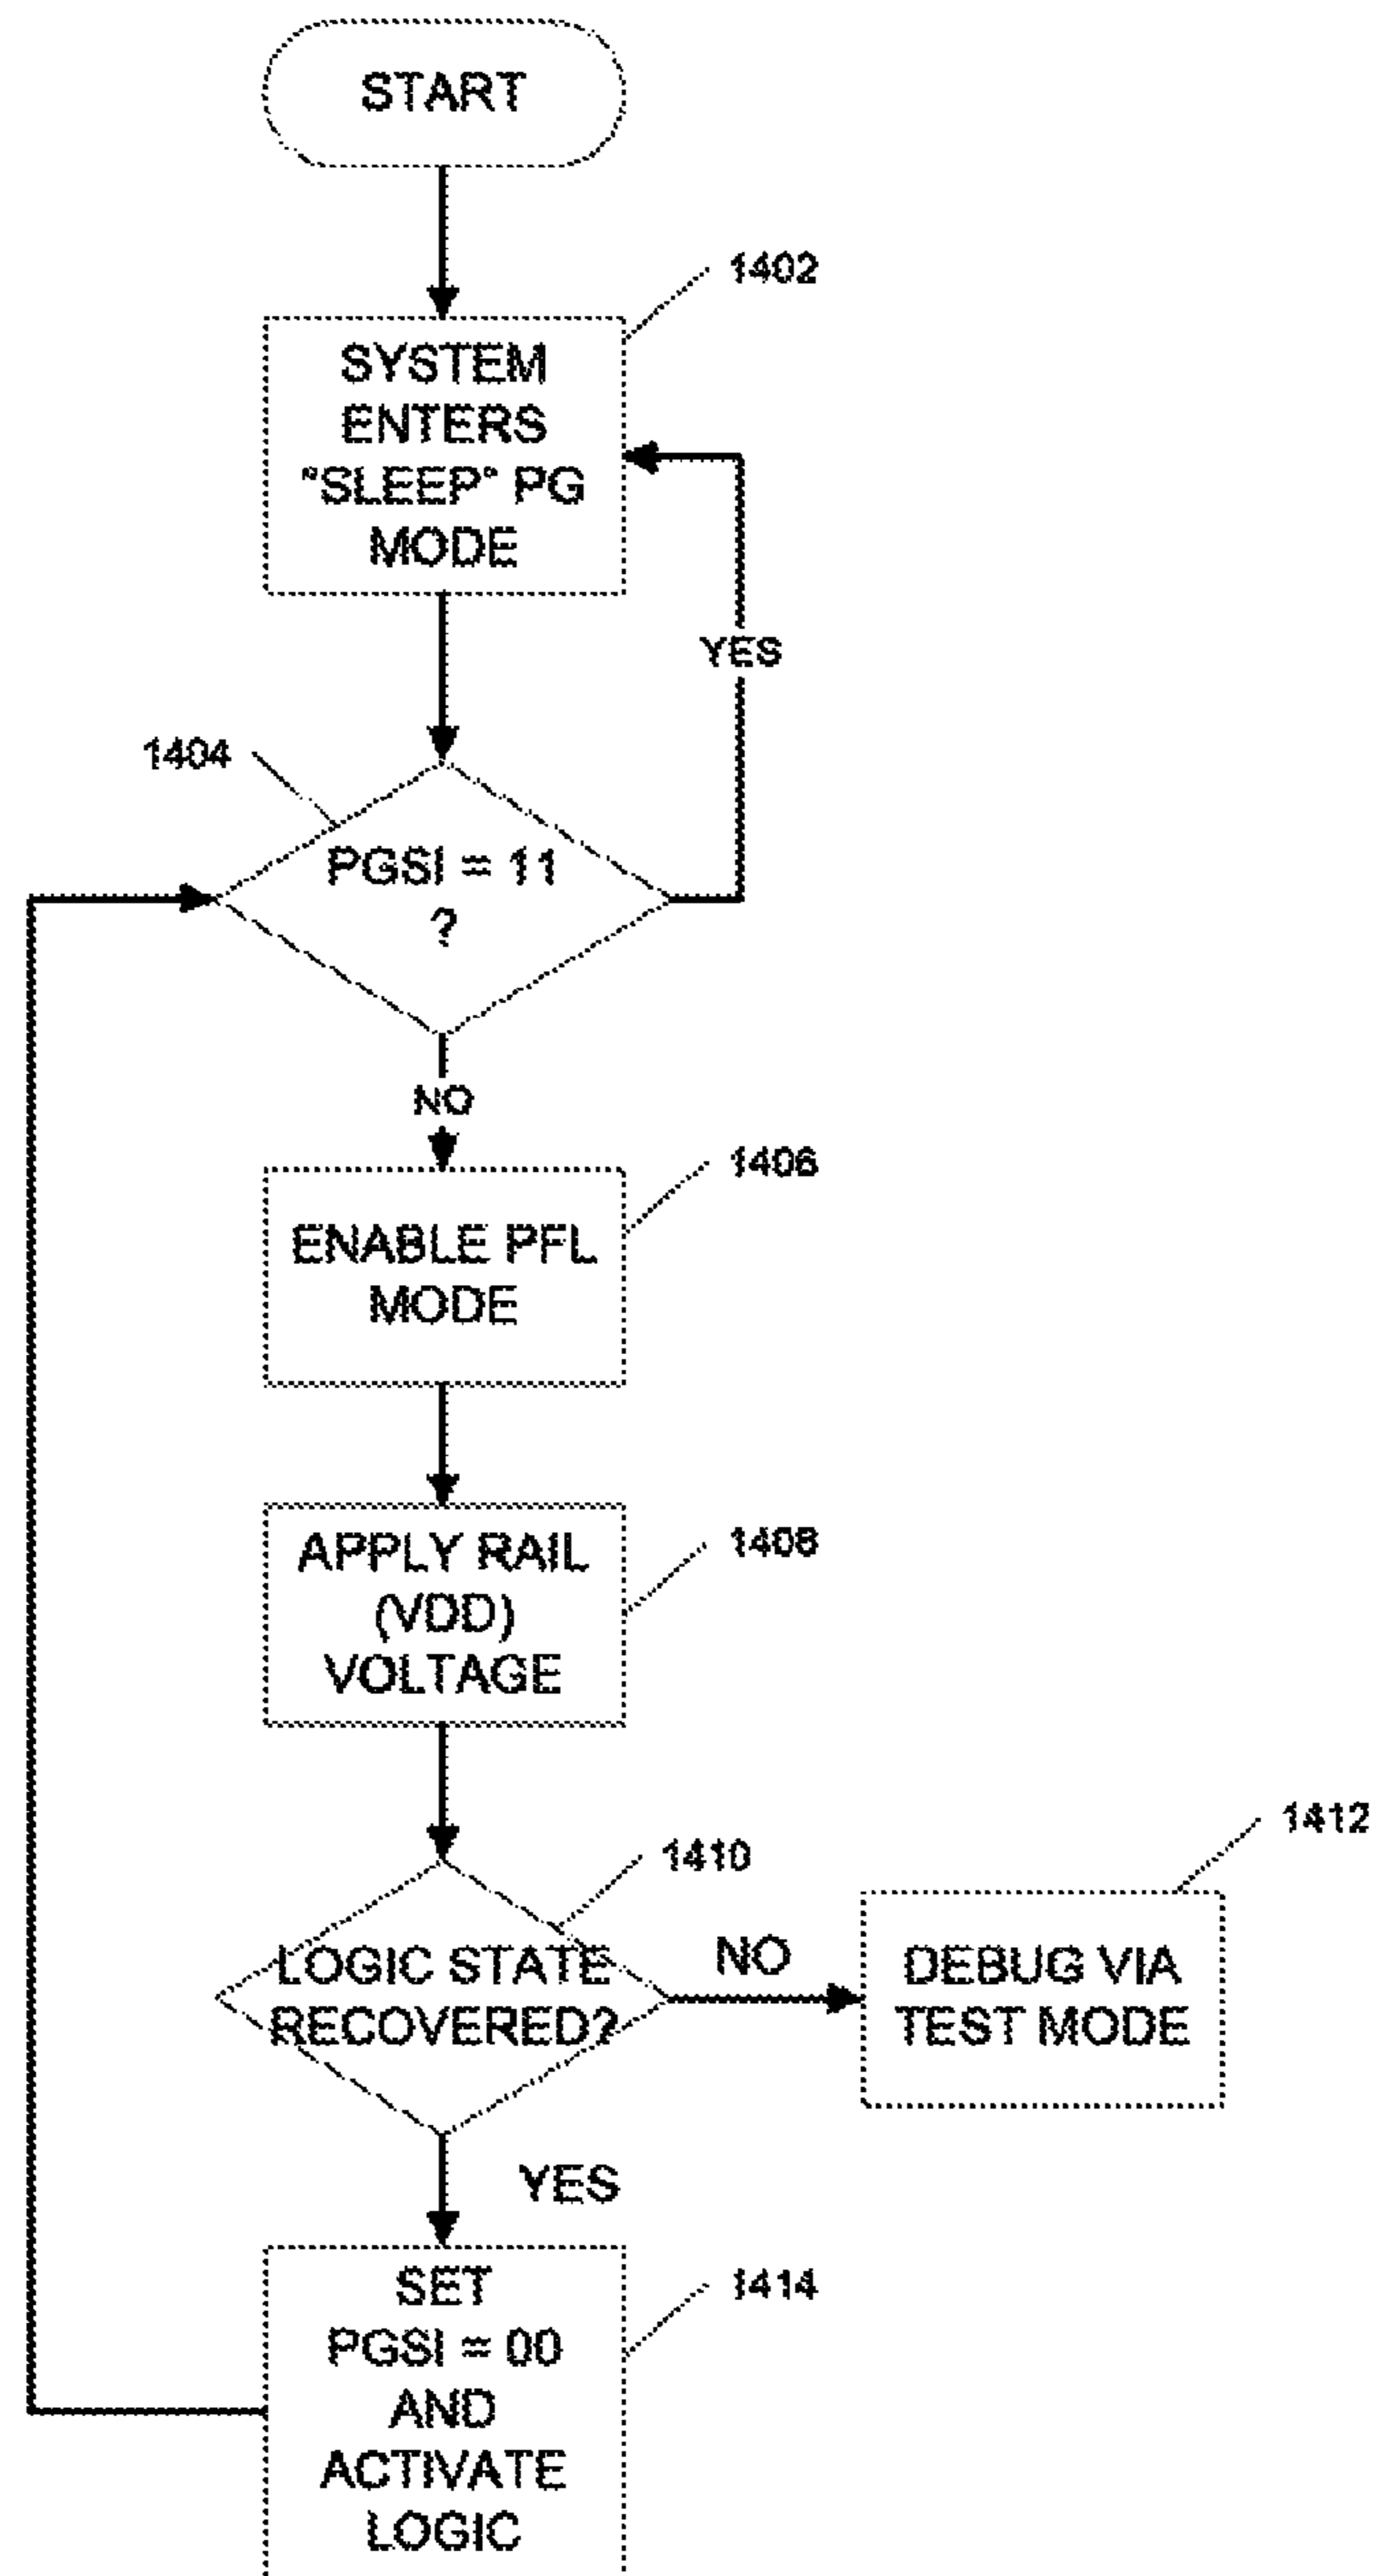 START
1402
SYSTEM
ENTERS
"SLEEP" PG
MODE
YES
1404
PGSI = 11
?
NO
1406
ENABLE PFL
MODE
1408
APPLY RAIL
(VDD)
VOLTAGE
1410
LOGIC STATE
RECOVERED?
NO
1412
DEBUG VIA
TEST MODE
YES
1414
SET
PGSI = 00
AND
ACTIVATE
LOGIC